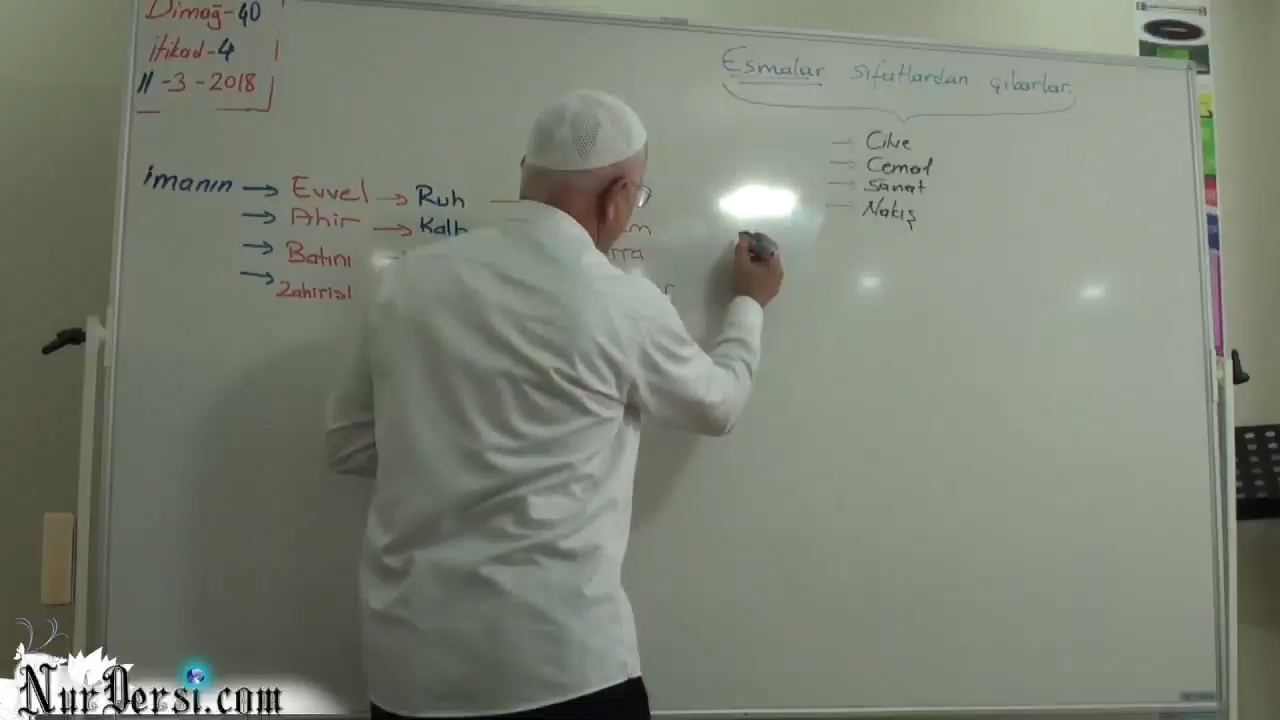 Dimağ-40
İtikad-4
11-3-2018
Esmalar sıfatlardan çıkarlar.
→ Cilve
→ Cemal
→ Sanat
→ Nakış
İmanın → Evvel → Ruh
→ Ahir → Kalb
→ Batını
→ Zahirisi
NurDersi.com